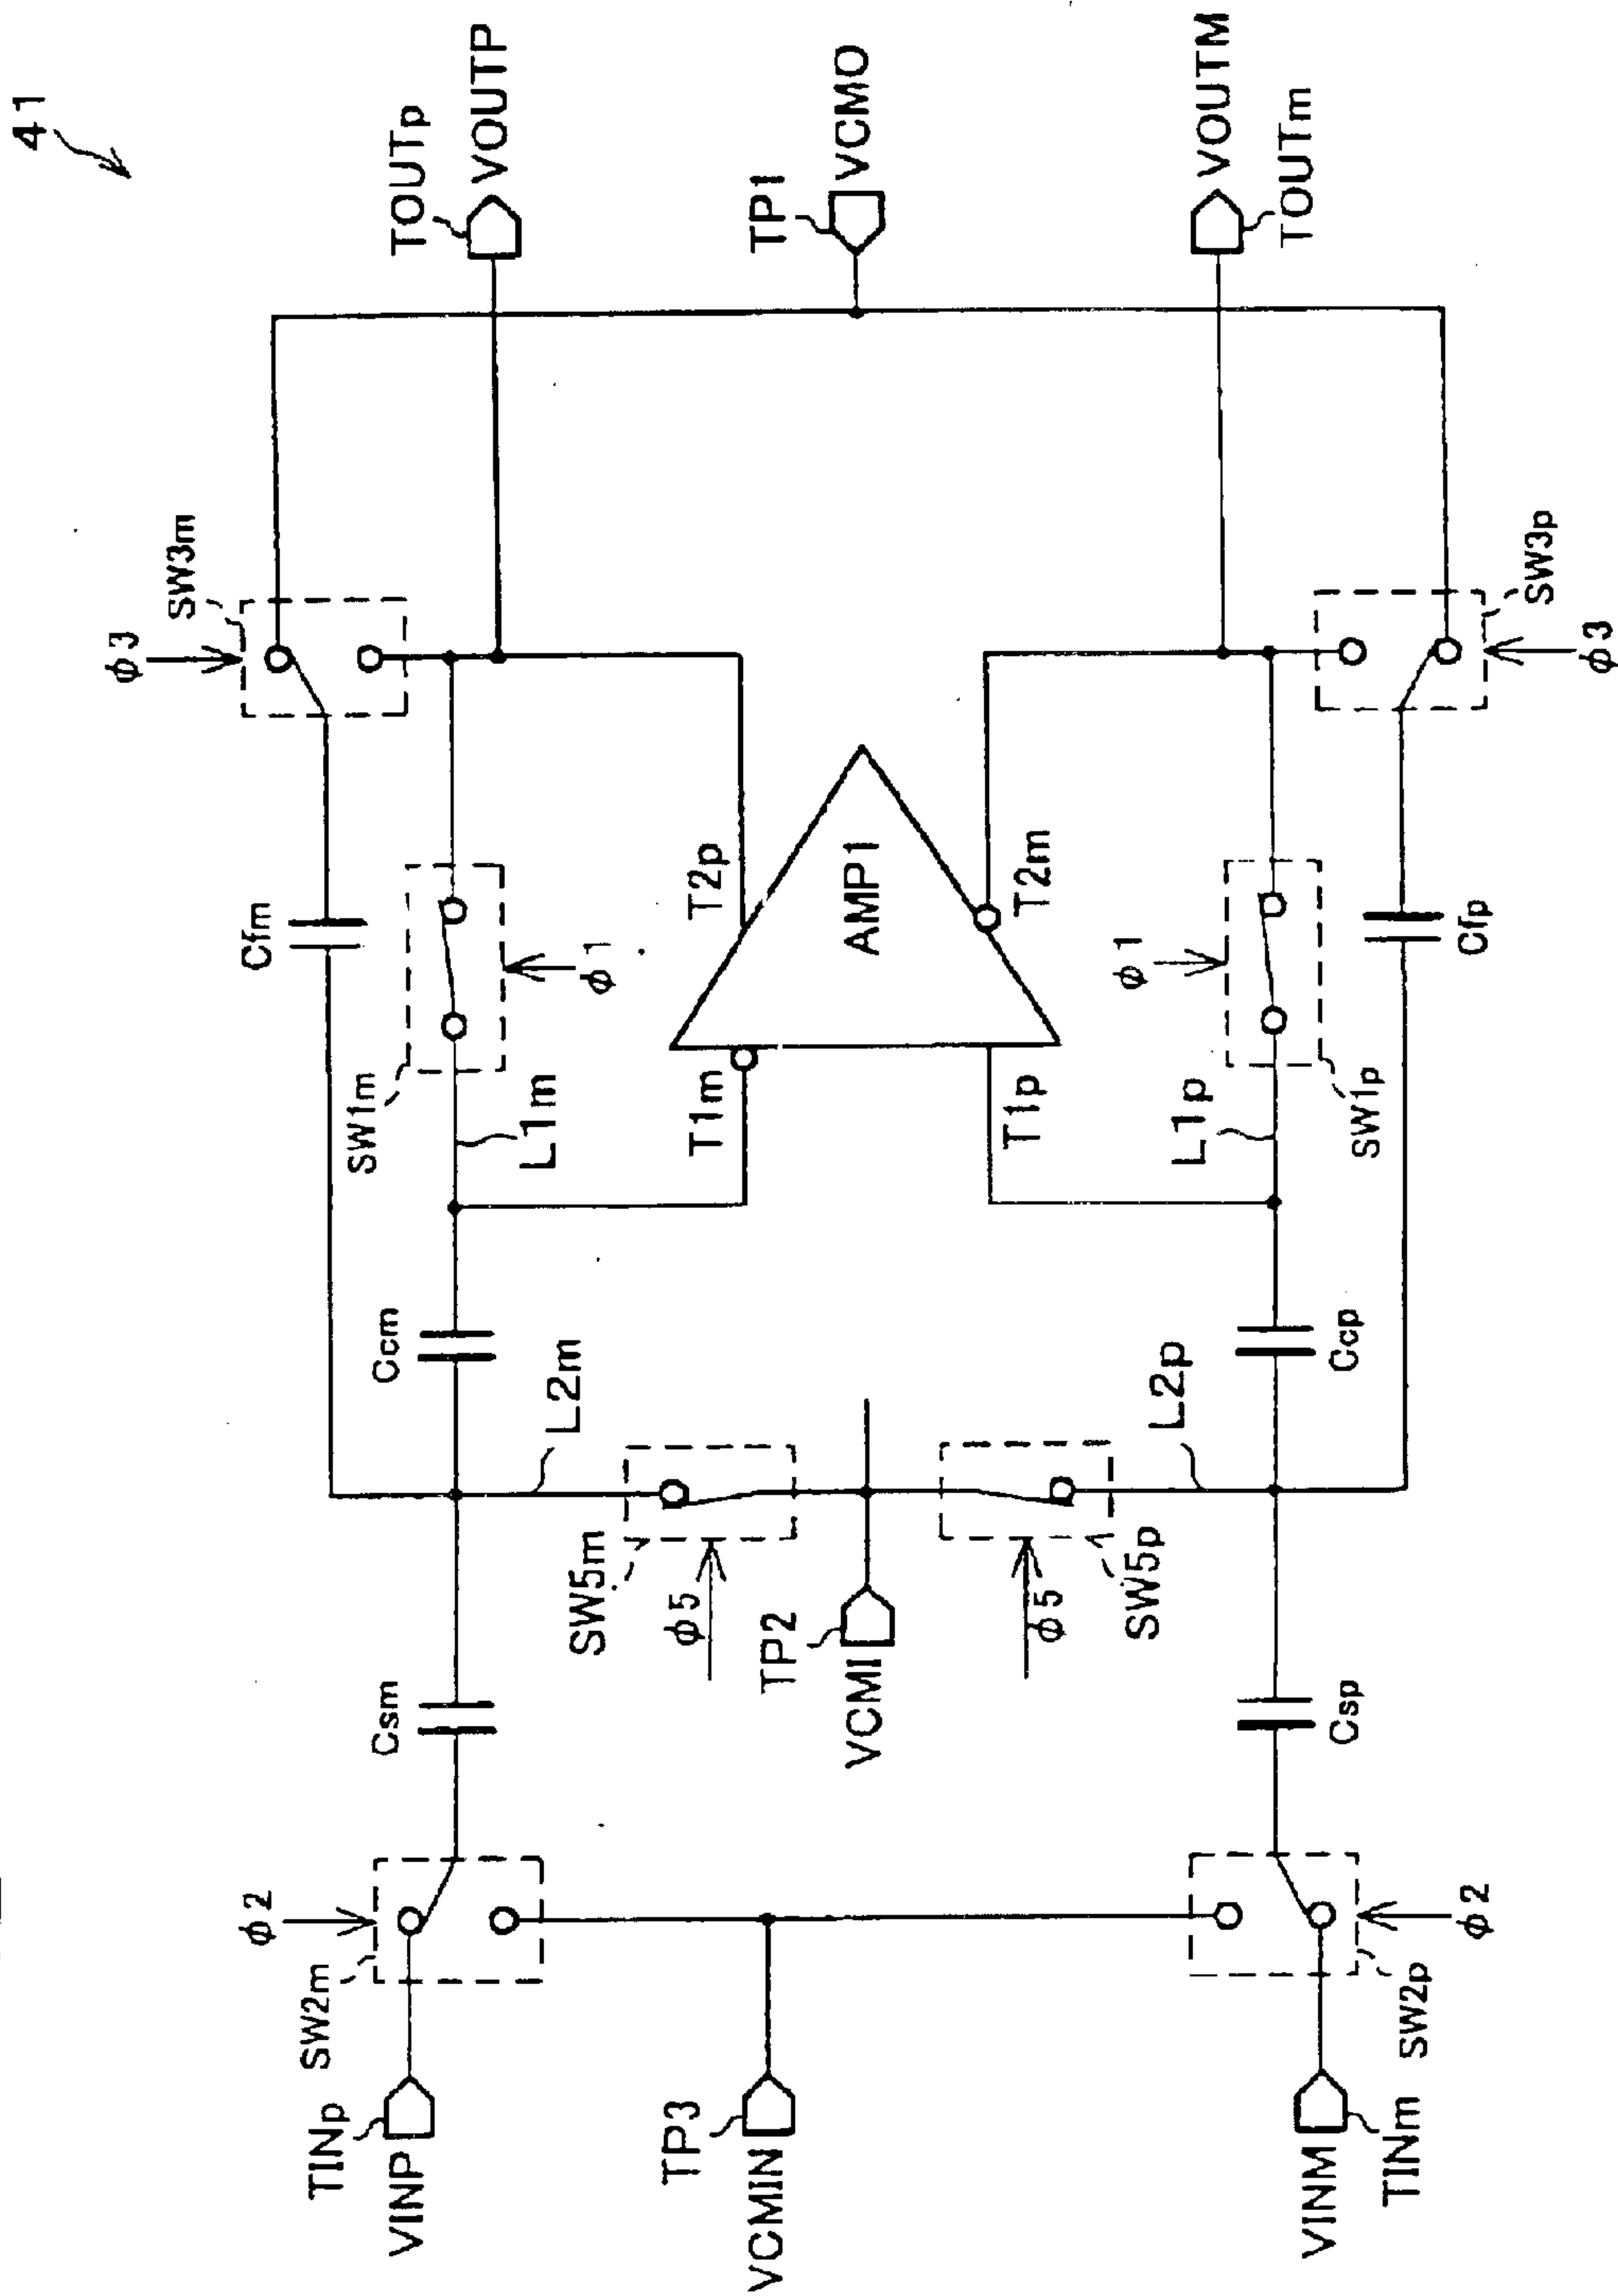 41
TOUTp
VOUTP
TP1
VCMO
VOUTM
TOUTm
φ3
SW3m
SW3p
φ3
Cfm
SW1m
φ1
L1m
T2p
T1m
AMP1
T2m
T1p
φ1
L1p
SW1p
Cfp
Ccm
L2m
L2p
Ccp
SW5m
φ5
TP2
VCMI
φ5
SW5p
Csm
Csp
φ2
SW2m
SW2p
φ2
TINp
VINP
TP3
VCMIN
VINM
TINm